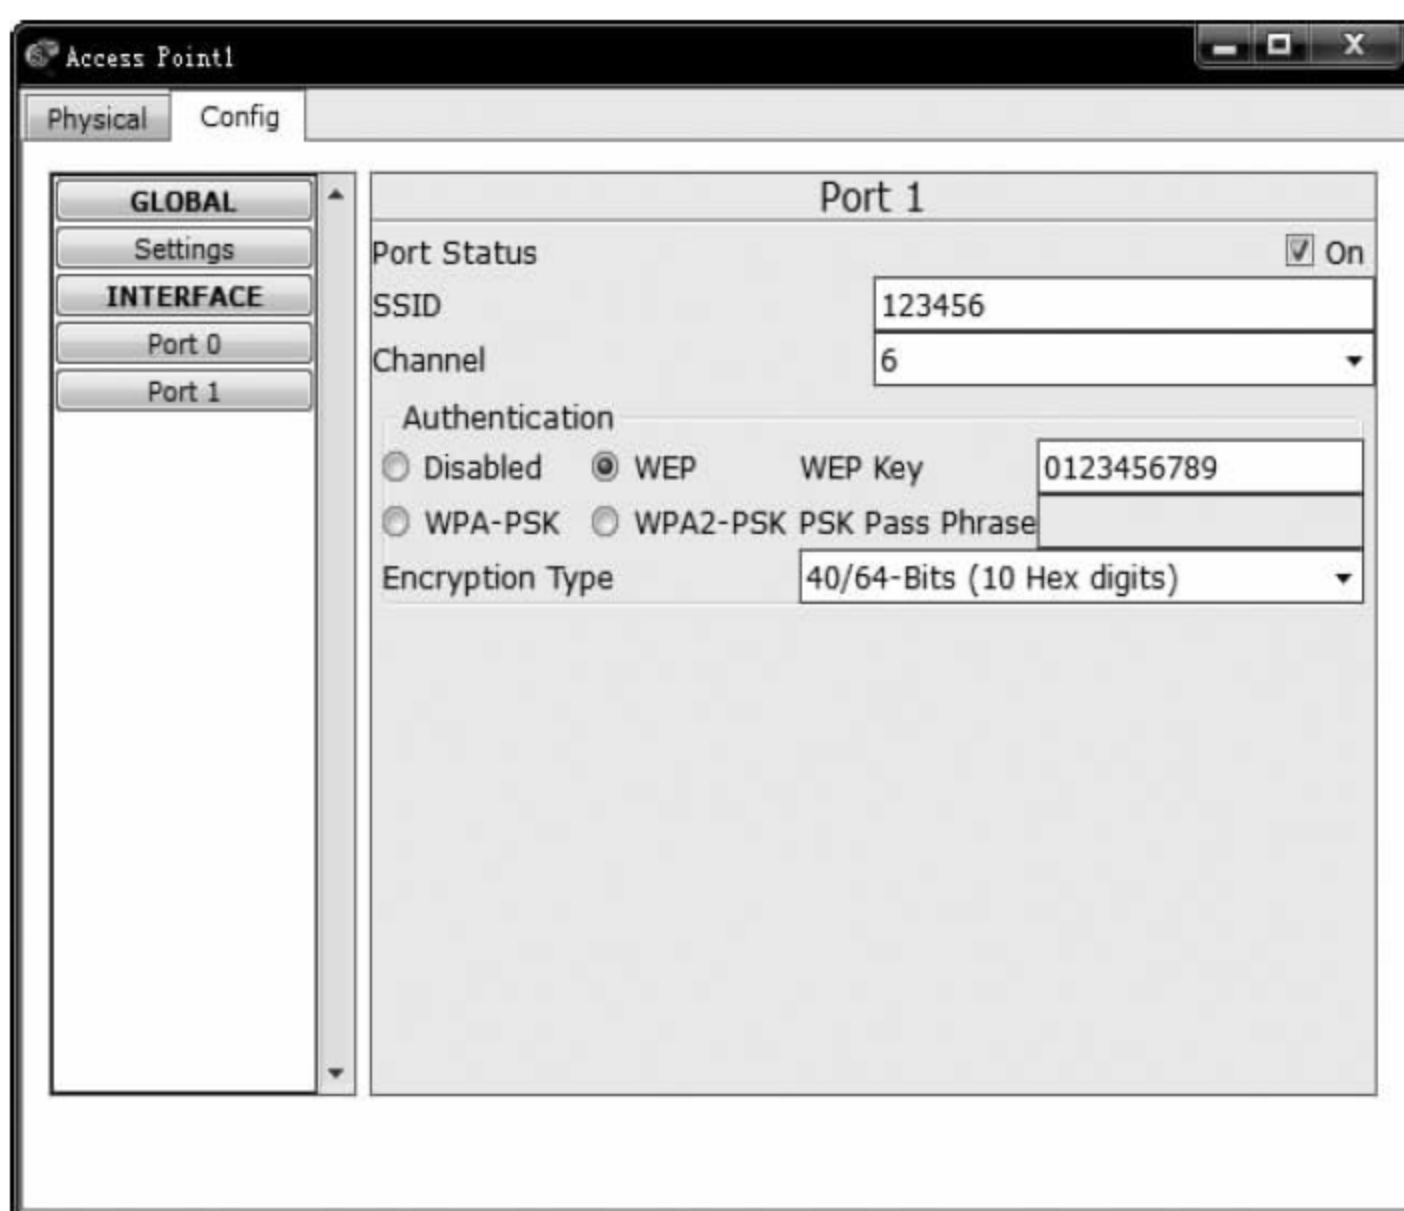 Access Point1
Physical Config
GLOBAL
Settings
INTERFACE
Port 0
Port 1
Port 1
Port Status On
SSID 123456
Channel 6
Authentication
Disabled WEP WEP Key 0123456789
WPA-PSK WPA2-PSK PSK Pass Phrase
Encryption Type 40/64-Bits (10 Hex digits)